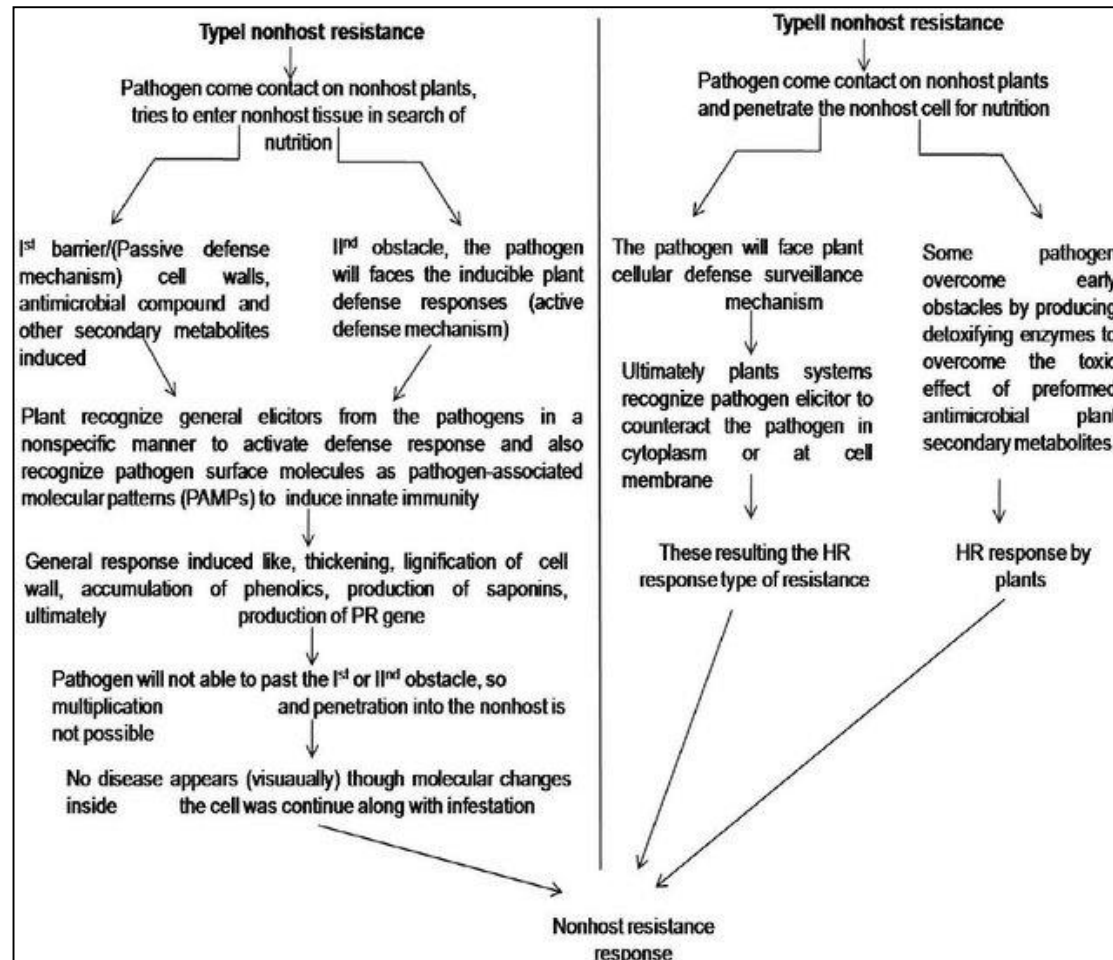 TypeI nonhost resistance
Pathogen come contact on nonhost plants,
tries to enter nonhost tissue in search of
nutrition
Ist barrier/(Passive defense
mechanism) cell walls,
antimicrobial compound and
other secondary metabolites
induced
IInd obstacle, the pathogen
will faces the inducible plant
defense responses (active
defense mechanism)
Plant recognize general elicitors from the pathogens in a
nonspecific manner to activate defense response and also
recognize pathogen surface molecules as pathogen-associated
molecular patterns (PAMPs) to induce innate immunity
General response induced like, thickening, lignification of cell
wall, accumulation of phenolics, production of saponins,
ultimately production of PR gene
Pathogen will not able to past the Ist or IInd obstacle, so
multiplication and penetration into the nonhost is
not possible
No disease appears (visuaually) though molecular changes
inside the cell was continue along with infestation
TypeII nonhost resistance
Pathogen come contact on nonhost plants
and penetrate the nonhost cell for nutrition
The pathogen will face plant
cellular defense surveillance
mechanism
Ultimately plants systems
recognize pathogen elicitor to
counteract the pathogen in
cytoplasm or at cell
membrane
These resulting the HR
response type of resistance
Some pathogen
overcome early
obstacles by producing
detoxifying enzymes to
overcome the toxic
effect of preformed
antimicrobial plant
secondary metabolites
HR response by
plants
Nonhost resistance
response